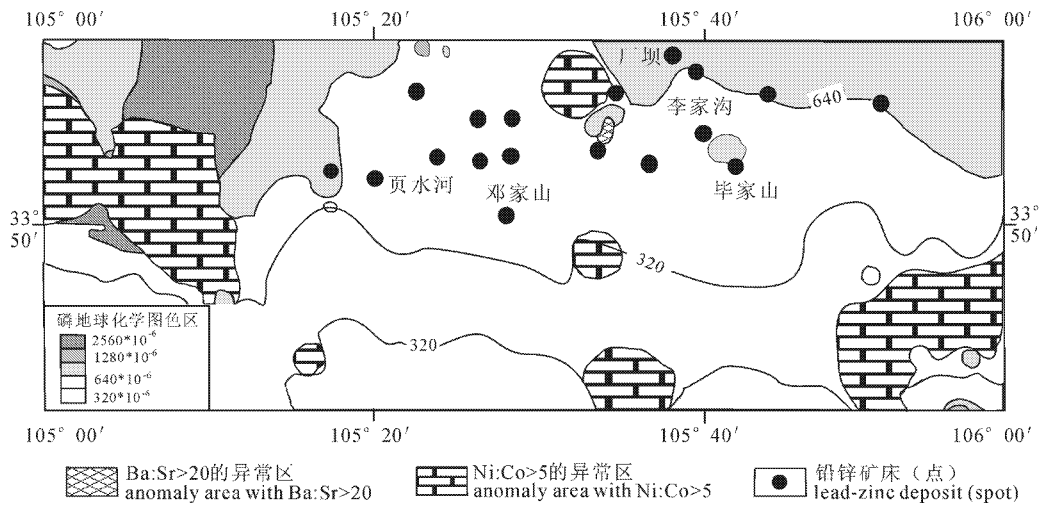 105° 00′ 105° 20′ 105° 40′ 106° 00′
厂坝
640
李家沟
页水河 邓家山 毕家山
33° 50′ 33° 50′
320
磷地球化学图色区
2560*10⁻⁶
1280*10⁻⁶
640*10⁻⁶
320*10⁻⁶
320
105° 00′ 105° 20′ 105° 40′ 106° 00′
Ba:Sr>20的异常区 Ni:Co>5的异常区 铅锌矿床（点）
anomaly area with Ba:Sr>20 anomaly area with Ni:Co>5 lead-zinc deposit (spot)